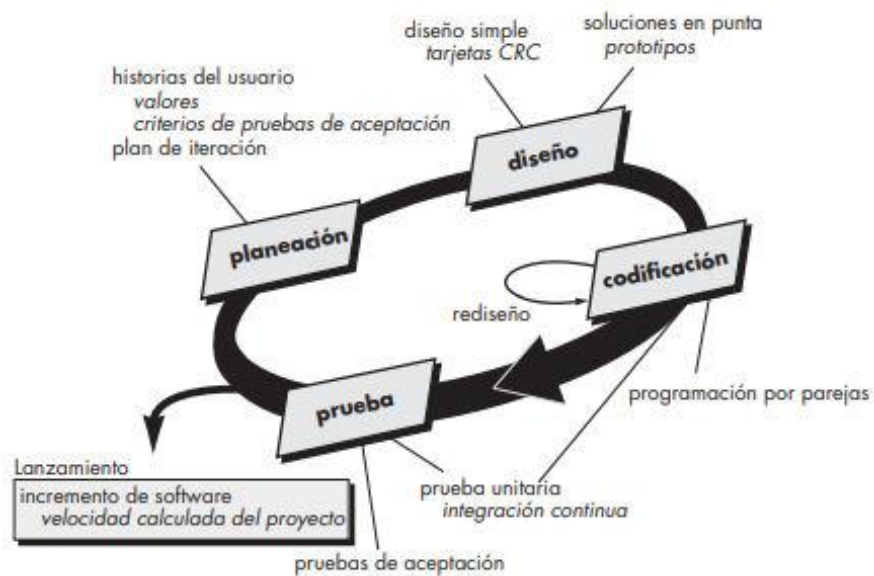 diseño simple
tarjetas CRC
soluciones en punta
prototipos
historias del usuario
valores
criterios de pruebas de aceptación
plan de iteración
diseño
planeación
codificación
rediseño
programación por parejas
prueba
Lanzamiento
incremento de software
velocidad calculada del proyecto
prueba unitaria
integración continua
pruebas de aceptación